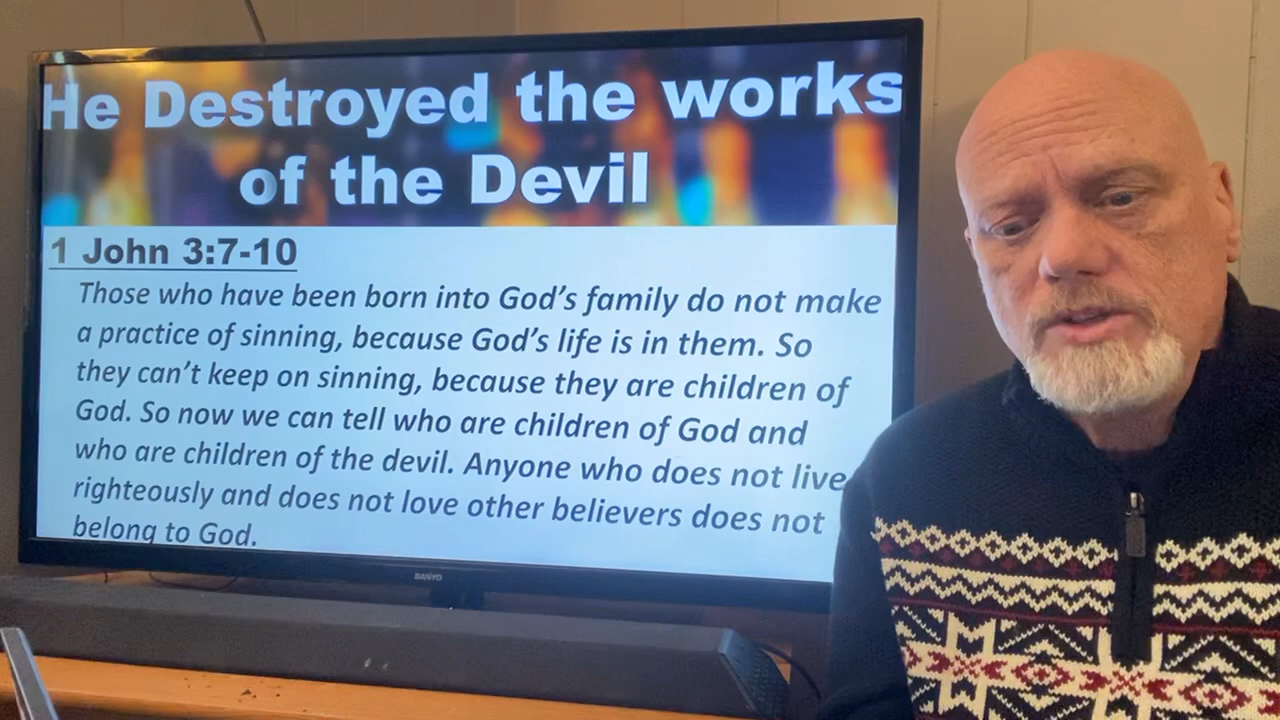 He Destroyed the works
of the Devil
1 John 3:7-10
Those who have been born into God's family do not make
a practice of sinning, because God's life is in them. So
they can't keep on sinning, because they are children of
God. So now we can tell who are children of God and
who are children of the devil. Anyone who does not live
righteously and does not love other believers does not
belong to God.
SANYO